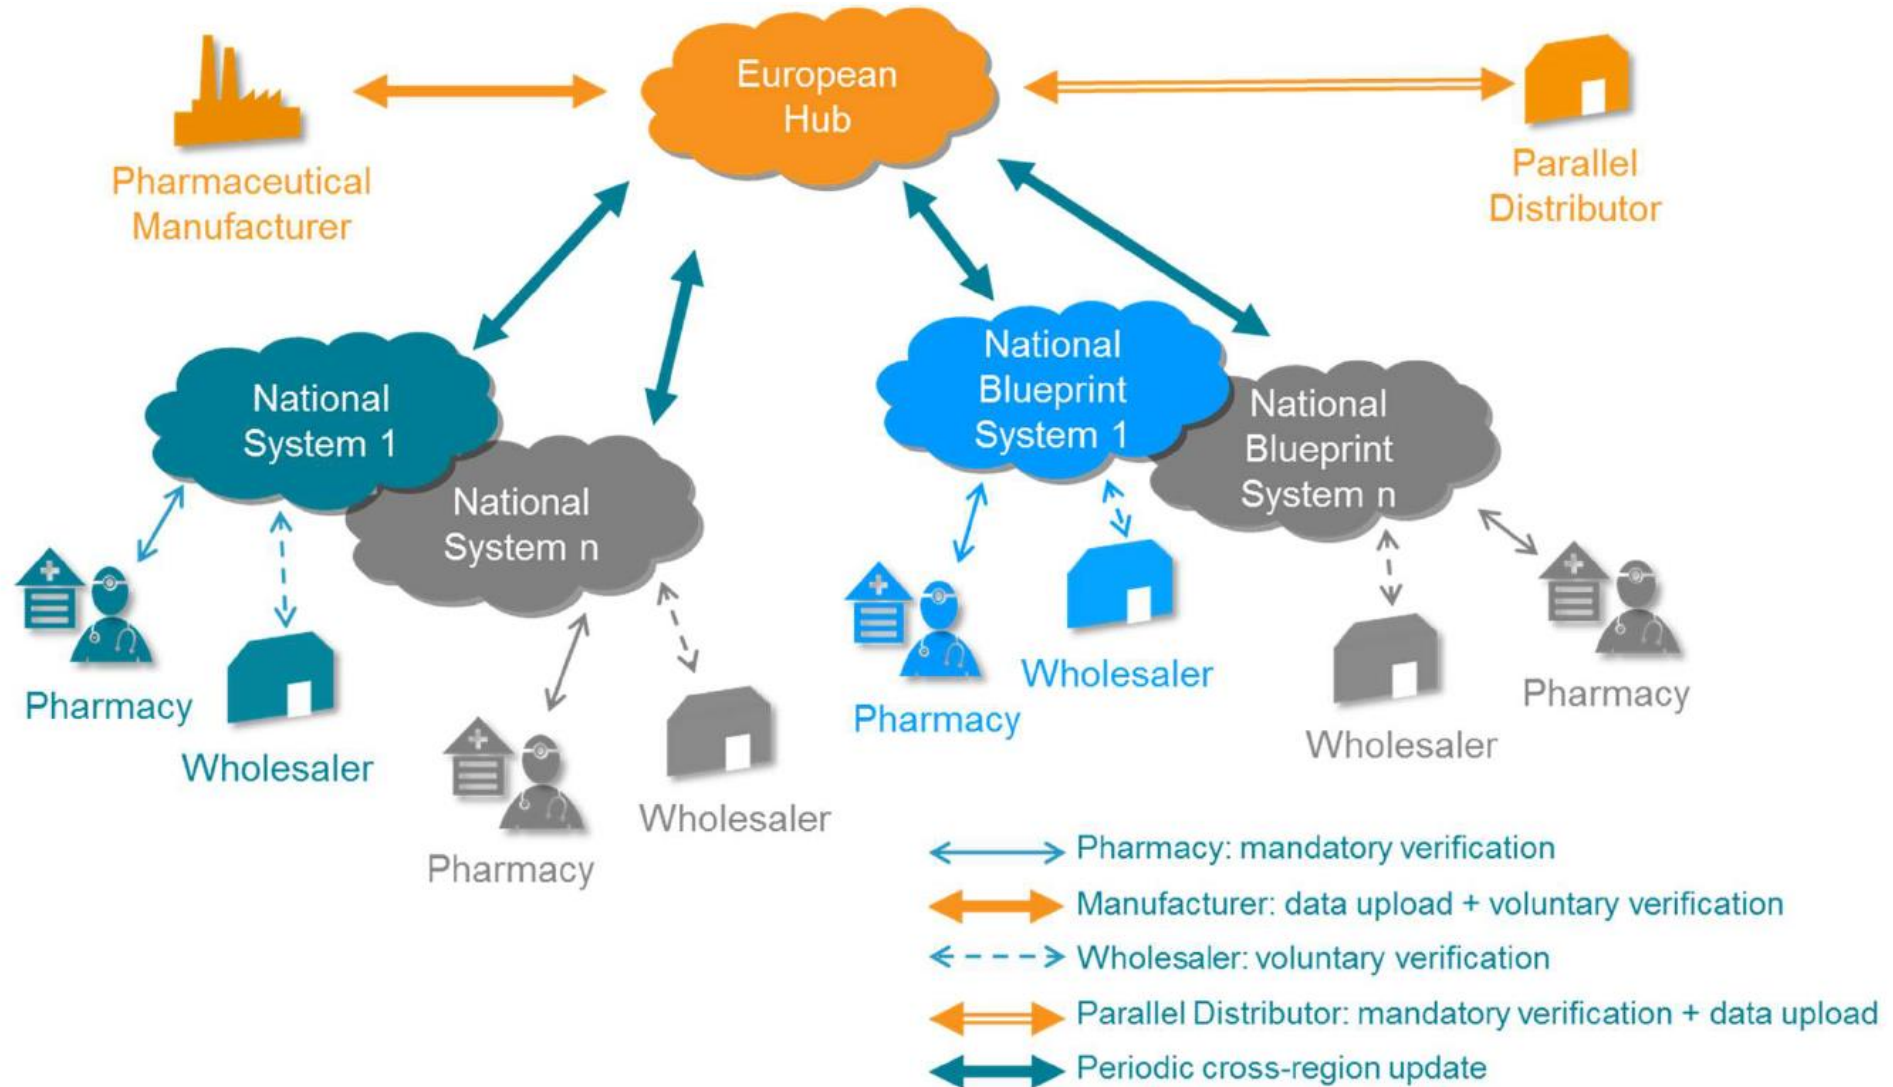 European
Hub
Pharmaceutical
Manufacturer
Parallel
Distributor
National
System 1
National
System n
National
Blueprint
System 1
National
Blueprint
System n
Pharmacy
Wholesaler
Pharmacy
Wholesaler
Pharmacy
Wholesaler
Wholesaler
Pharmacy
Pharmacy: mandatory verification
Manufacturer: data upload + voluntary verification
Wholesaler: voluntary verification
Parallel Distributor: mandatory verification + data upload
Periodic cross-region update